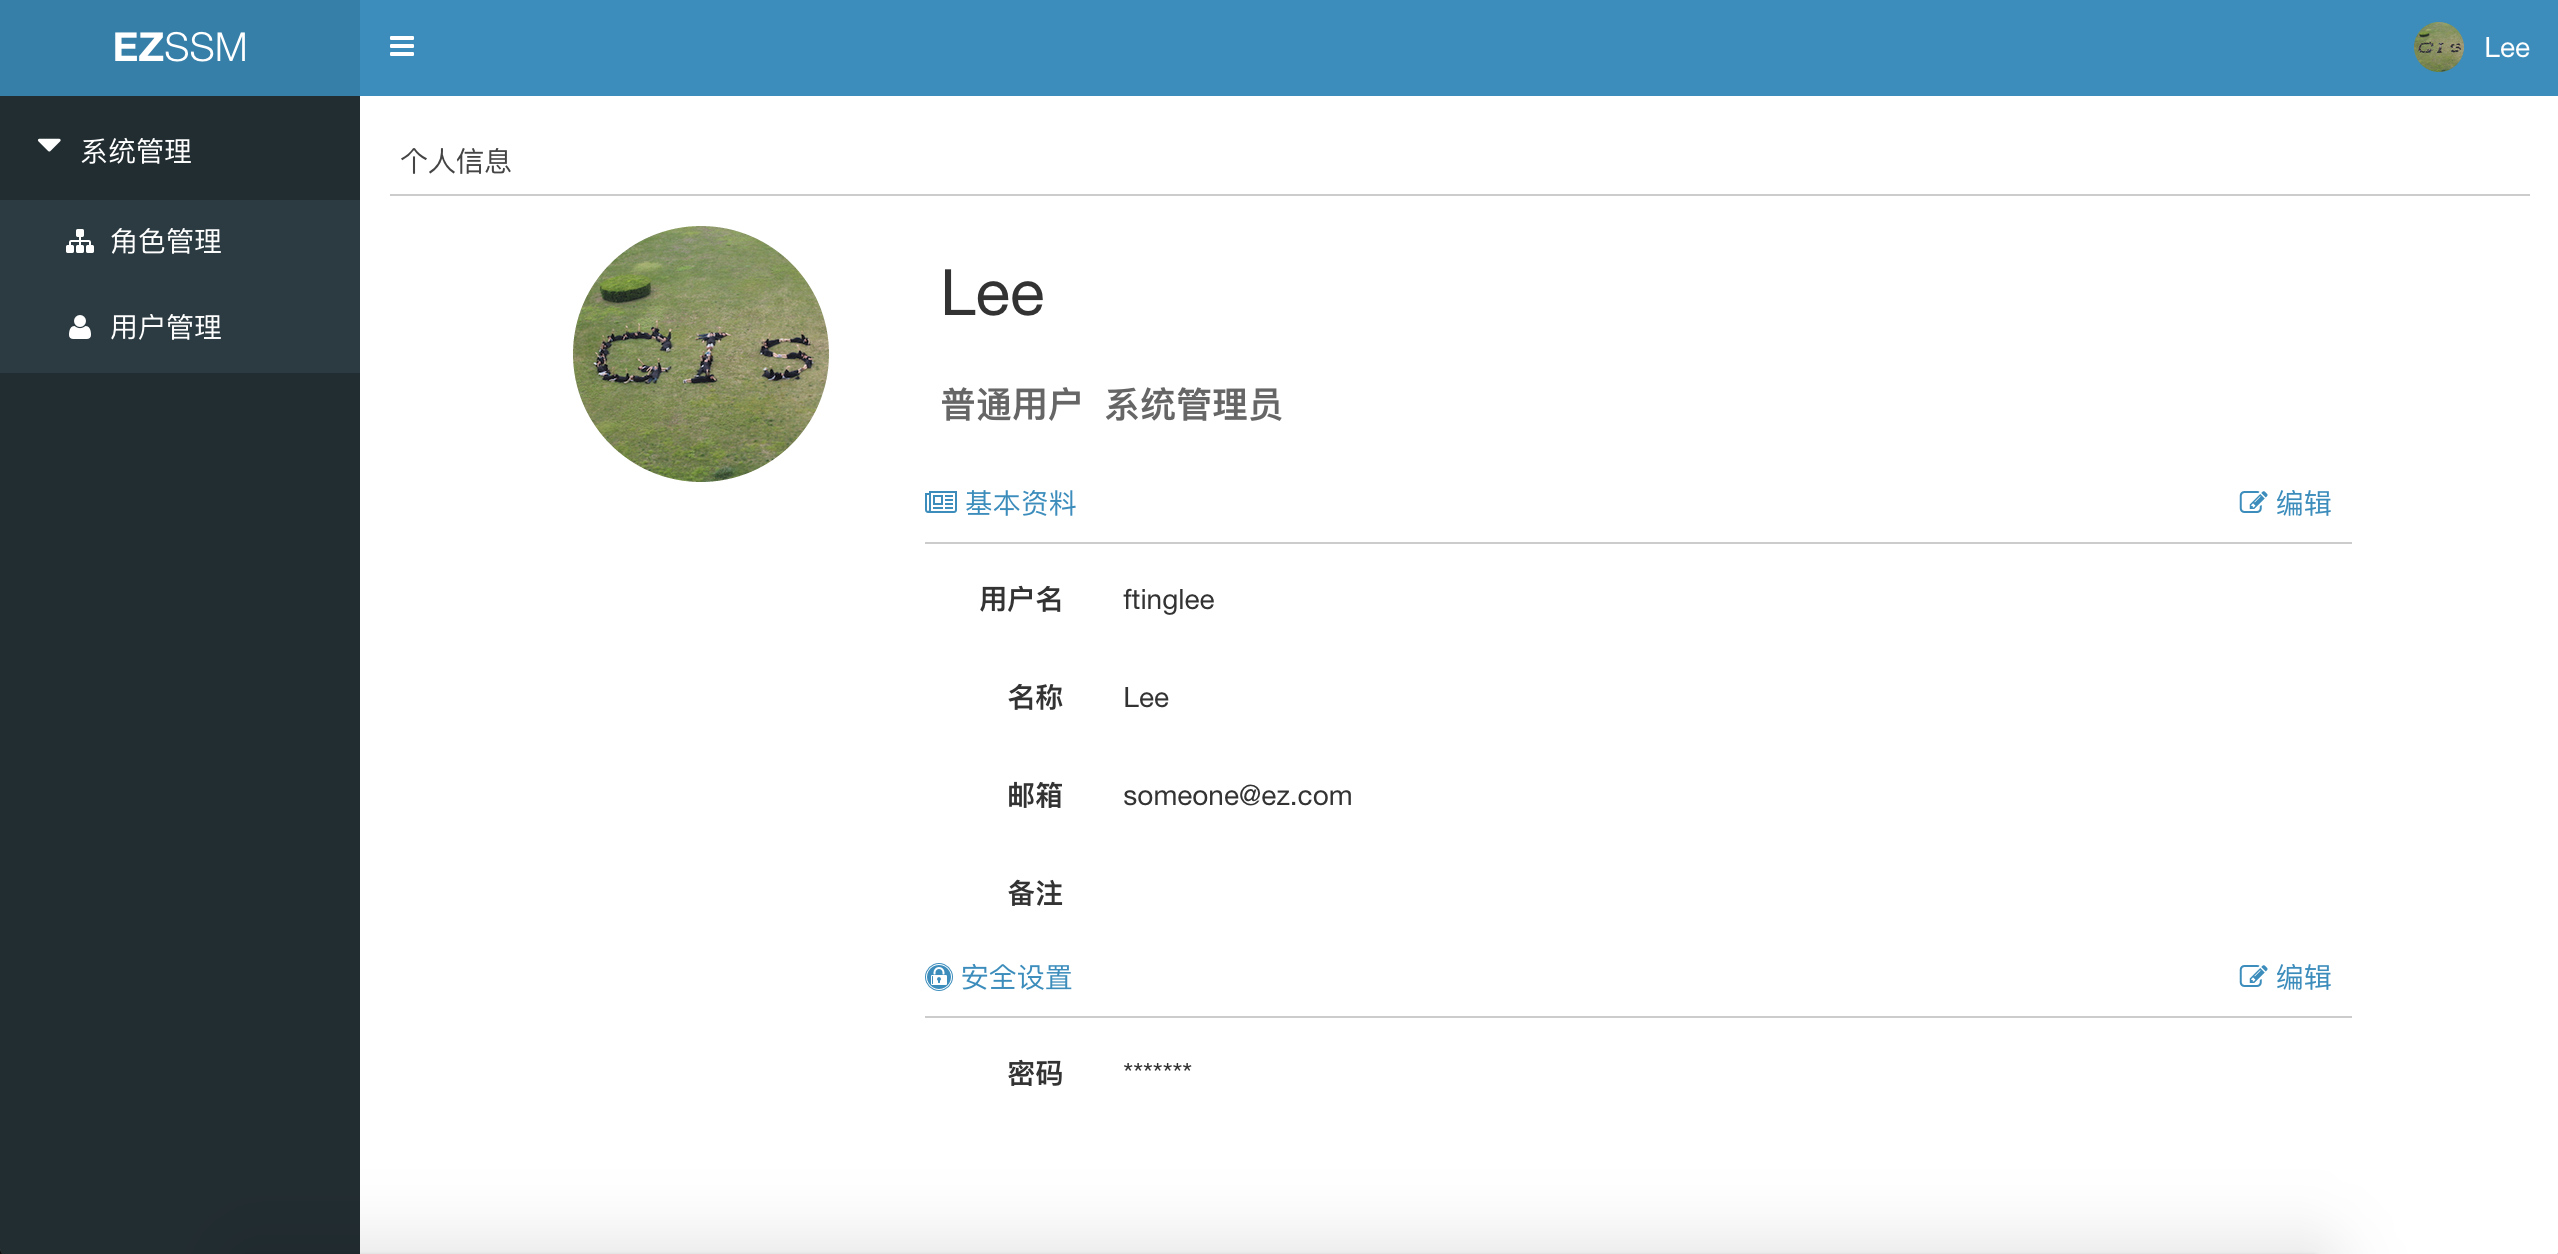 EZSSM
Lee
系统管理
角色管理
用户管理
个人信息
GIS
Lee
普通用户 系统管理员
基本资料 编辑
用户名 ftinglee
名称 Lee
邮箱 someone@ez.com
备注
安全设置 编辑
密码 *******